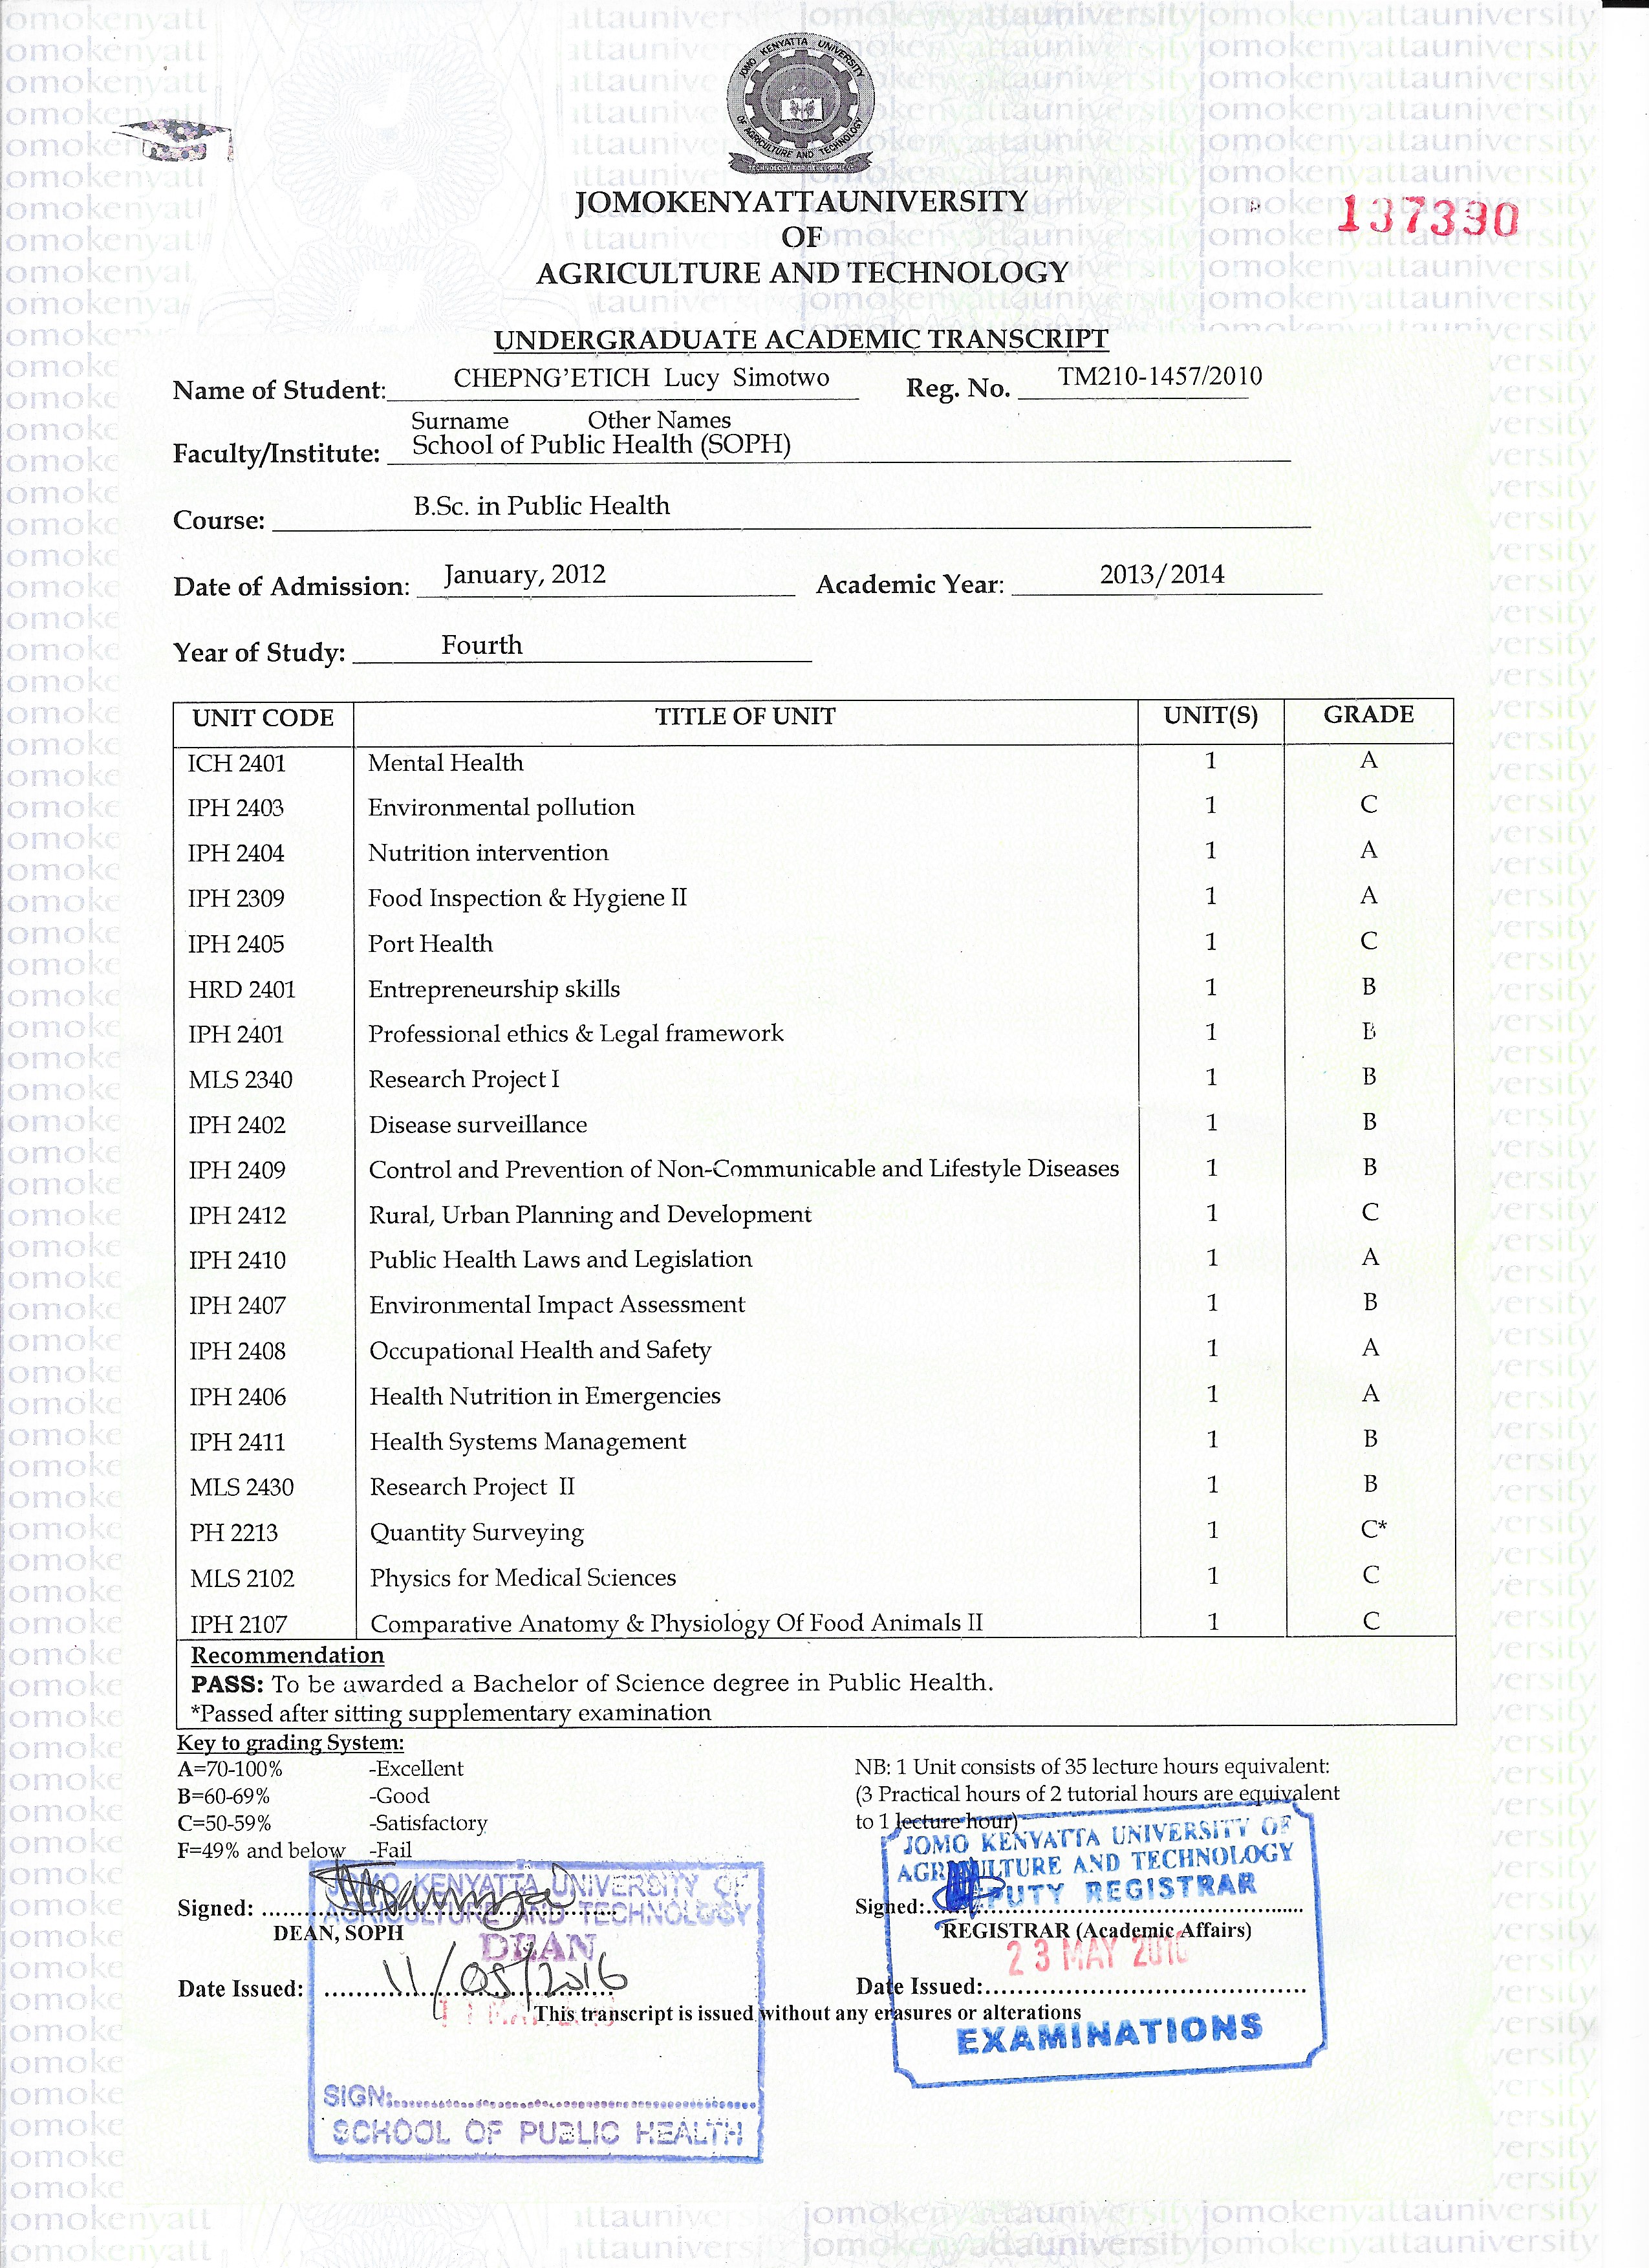 JOMO KENYATTA UNIVERSITY
OF AGRICULTURE AND TECHNOLOGY
JOMOKENYATTAUNIVERSITY
137390
OF
AGRICULTURE AND TECHNOLOGY
UNDERGRADUATE ACADEMIC TRANSCRIPT
Name of Student: CHEPNG'ETICH Lucy Simotwo Reg. No. TM210-1457/2010
Surname Other Names
Faculty/Institute: School of Public Health (SOPH)
Course: B.Sc. in Public Health
Date of Admission: January, 2012 Academic Year: 2013/2014
Year of Study: Fourth
UNIT CODE TITLE OF UNIT UNIT(S) GRADE
ICH 2401 Mental Health 1 A
IPH 2403 Environmental pollution 1 C
IPH 2404 Nutrition intervention 1 A
IPH 2309 Food Inspection & Hygiene II 1 A
IPH 2405 Port Health 1 C
HRD 2401 Entrepreneurship skills 1 B
IPH 2401 Professional ethics & Legal framework 1 B
MLS 2340 Research Project I 1 B
IPH 2402 Disease surveillance 1 B
IPH 2409 Control and Prevention of Non-Communicable and Lifestyle Diseases 1 B
IPH 2412 Rural, Urban Planning and Development 1 C
IPH 2410 Public Health Laws and Legislation 1 A
IPH 2407 Environmental Impact Assessment 1 B
IPH 2408 Occupational Health and Safety 1 A
IPH 2406 Health Nutrition in Emergencies 1 A
IPH 2411 Health Systems Management 1 B
MLS 2430 Research Project II 1 B
PH 2213 Quantity Surveying 1 C*
MLS 2102 Physics for Medical Sciences 1 C
IPH 2107 Comparative Anatomy & Physiology Of Food Animals II 1 C
Recommendation
PASS: To be awarded a Bachelor of Science degree in Public Health.
*Passed after sitting supplementary examination
Key to grading System:
A=70-100% -Excellent
B=60-69% -Good
C=50-59% -Satisfactory
F=49% and below -Fail
NB: 1 Unit consists of 35 lecture hours equivalent:
(3 Practical hours of 2 tutorial hours are equivalent
to 1 lecture hour)
JOMO KENYATTA UNIVERSITY OF
AGRICULTURE AND TECHNOLOGY
DEAN
Signed:
DEAN, SOPH
Date Issued: 11/05/2016
SIGN:
SCHOOL OF PUBLIC HEALTH
JOMO KENYATTA UNIVERSITY OF
AGRICULTURE AND TECHNOLOGY
DEPUTY REGISTRAR
Signed:
REGISTRAR (Academic Affairs)
23 MAY 2016
Date Issued:
This transcript is issued without any erasures or alterations
EXAMINATIONS